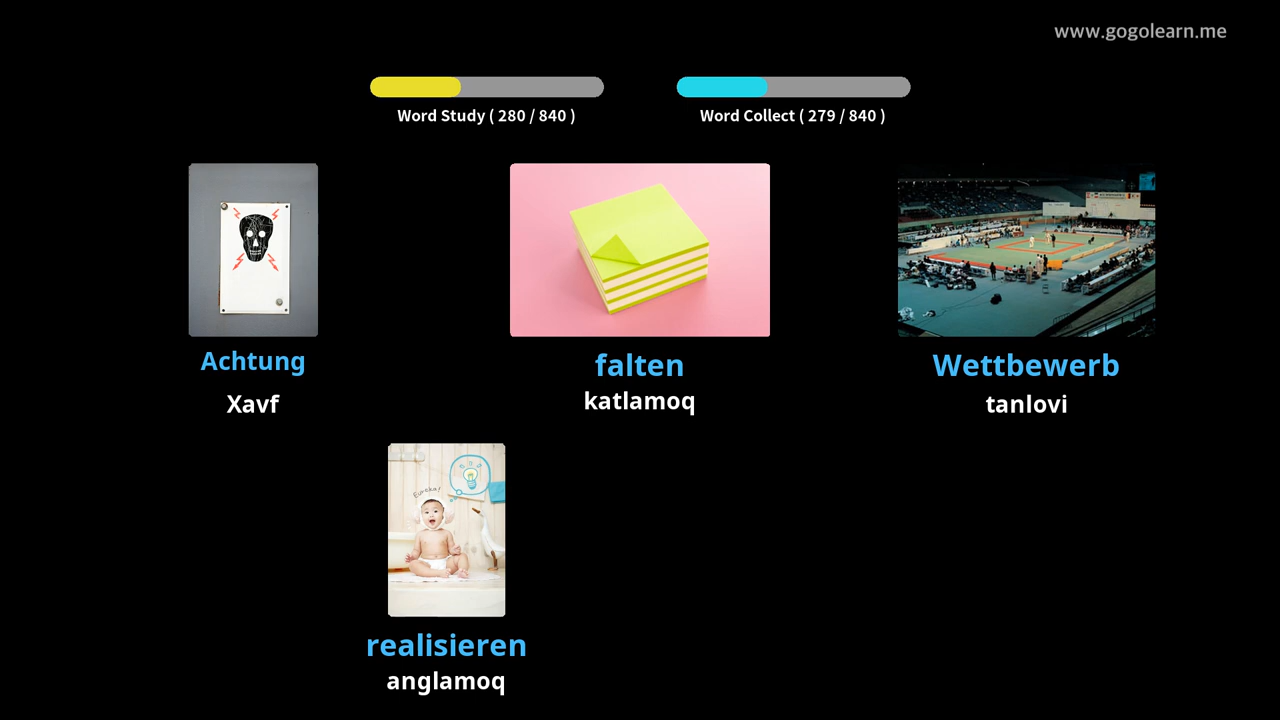 www.gogolearn.me
Word Study ( 280 / 840 )
Word Collect ( 279 / 840 )
Achtung
Xavf
falten
katlamoq
Wettbewerb
tanlovi
Eureka!
realisieren
anglamoq